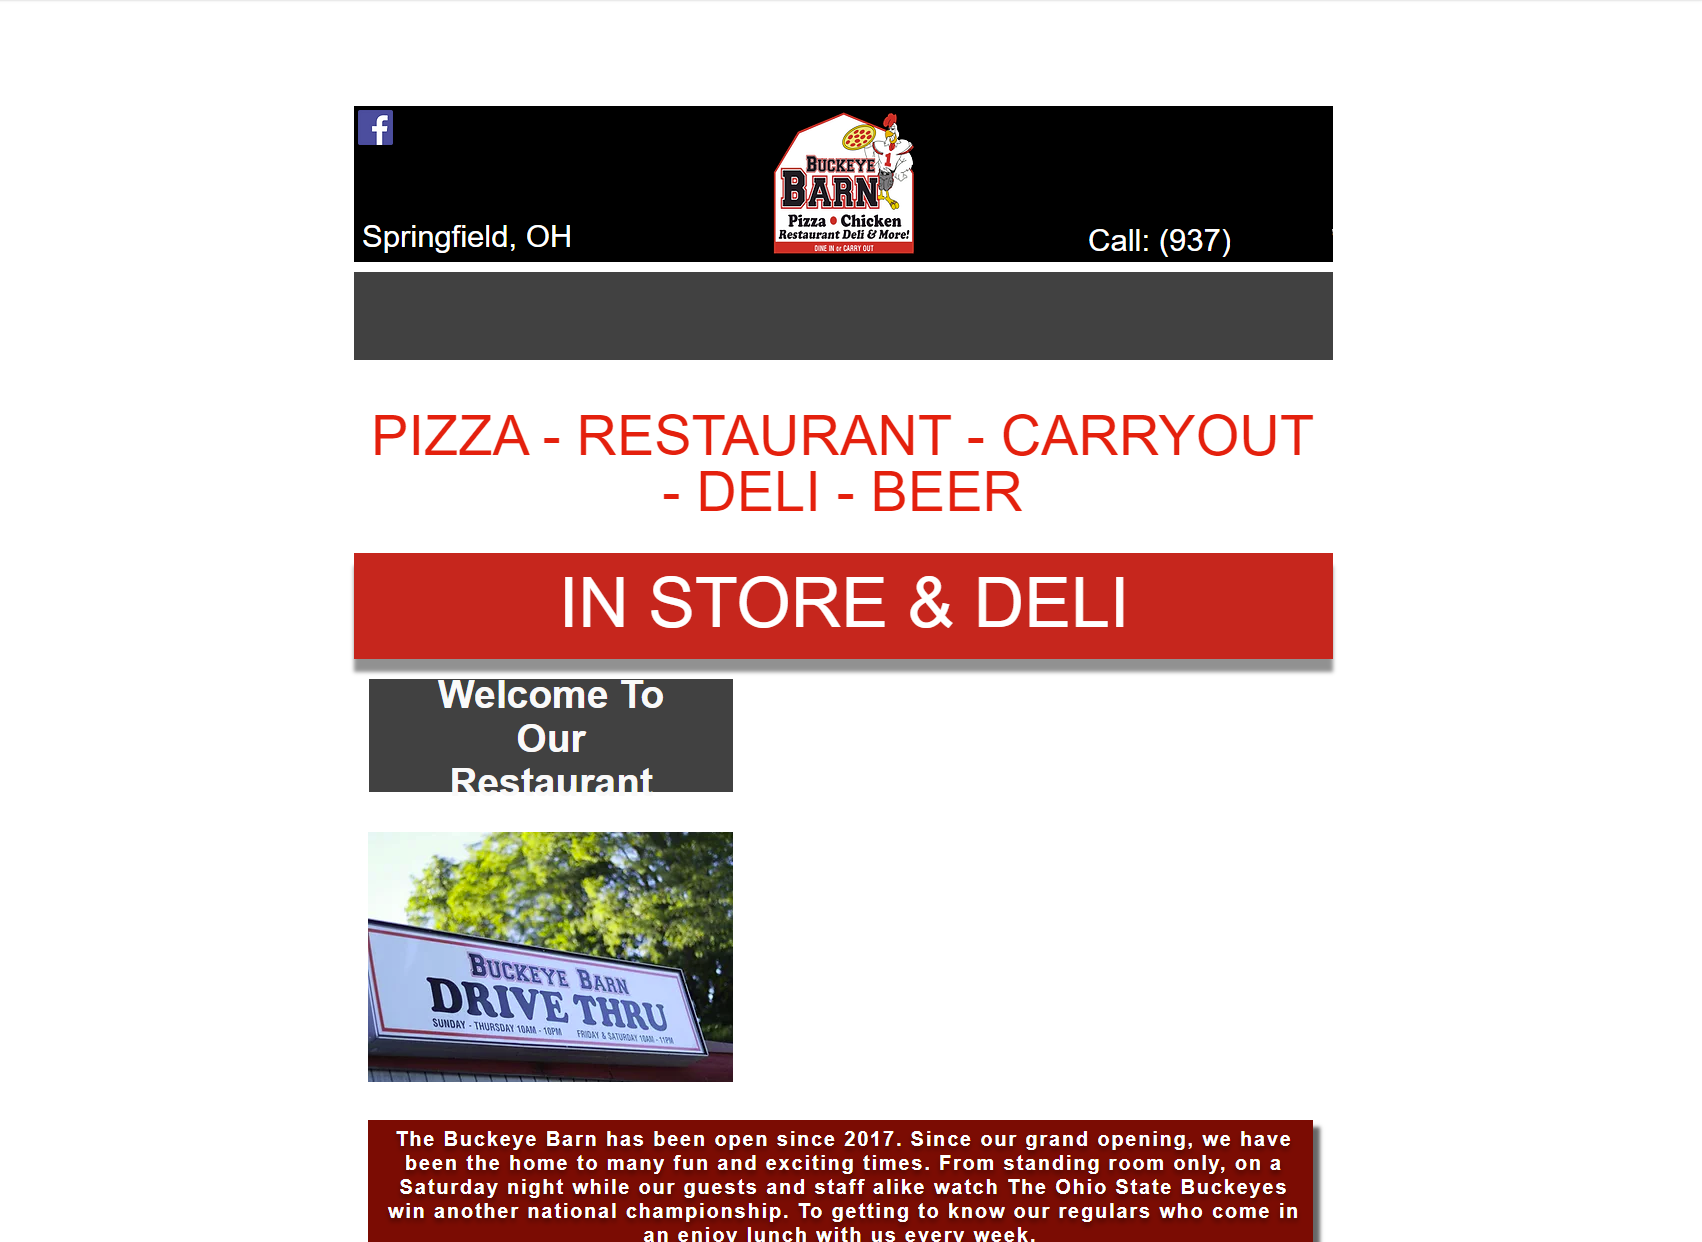 BUCKEYE
BARN
1
Pizza • Chicken
Restaurant Deli & More!
DINE IN or CARRY OUT
Springfield, OH
Call: (937)
PIZZA - RESTAURANT - CARRYOUT
- DELI - BEER
IN STORE & DELI
Welcome To
Our
Restaurant
BUCKEYE BARN
DRIVE THRU
SUNDAY - THURSDAY 10AM - 10PM FRIDAY & SATURDAY 10AM - 11PM
The Buckeye Barn has been open since 2017. Since our grand opening, we have
been the home to many fun and exciting times. From standing room only, on a
Saturday night while our guests and staff alike watch The Ohio State Buckeyes
win another national championship. To getting to know our regulars who come in
an enjoy lunch with us every week.